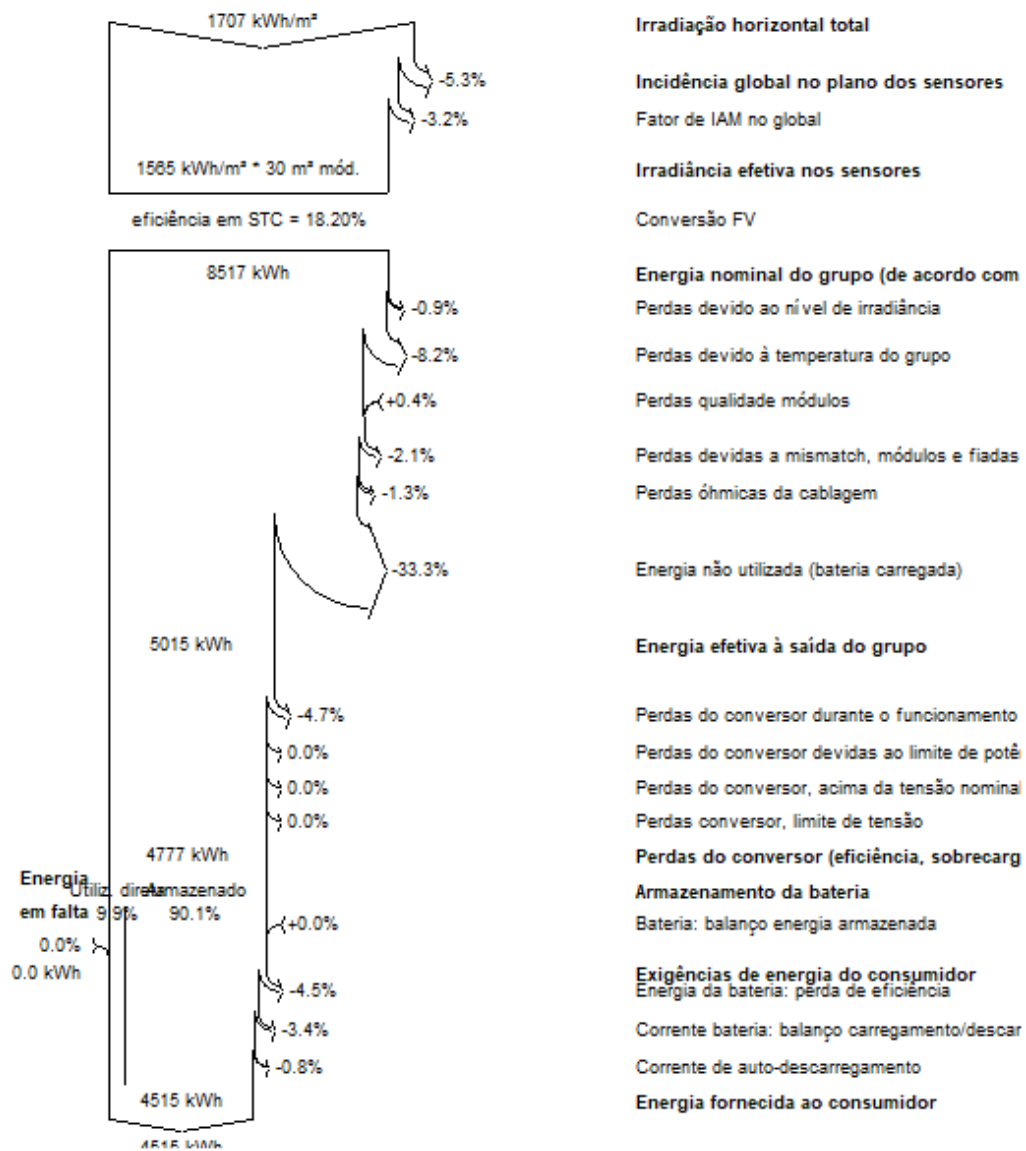 1707 kWh/m² Irradiação horizontal total
-5.3% Incidência global no plano dos sensores
-3.2% Fator de IAM no global
1565 kWh/m² * 30 m² mód. Irradiância efetiva nos sensores
eficiência em STC = 18.20% Conversão FV
8517 kWh Energia nominal do grupo (de acordo com
-0.9% Perdas devido ao nível de irradiância
-8.2% Perdas devido à temperatura do grupo
+0.4% Perdas qualidade módulos
-2.1% Perdas devidas a mismatch, módulos e fiadas
-1.3% Perdas óhmicas da cablagem
-33.3% Energia não utilizada (bateria carregada)
5015 kWh Energia efetiva à saída do grupo
-4.7% Perdas do conversor durante o funcionamento
0.0% Perdas do conversor devidas ao limite de potê
0.0% Perdas do conversor, acima da tensão nominal
0.0% Perdas conversor, limite de tensão
4777 kWh Perdas do conversor (eficiência, sobrecarg
Energia Utiliz. direta Armazenado Armazenamento da bateria
em falta 9.9% 90.1%
+0.0% Bateria: balanço energia armazenada
0.0%
0.0 kWh Exigências de energia do consumidor
-4.5% Energia da bateria: perda de eficiência
-3.4% Corrente bateria: balanço carregamento/descar
-0.8% Corrente de auto-descarregamento
4515 kWh Energia fornecida ao consumidor
4515 kWh